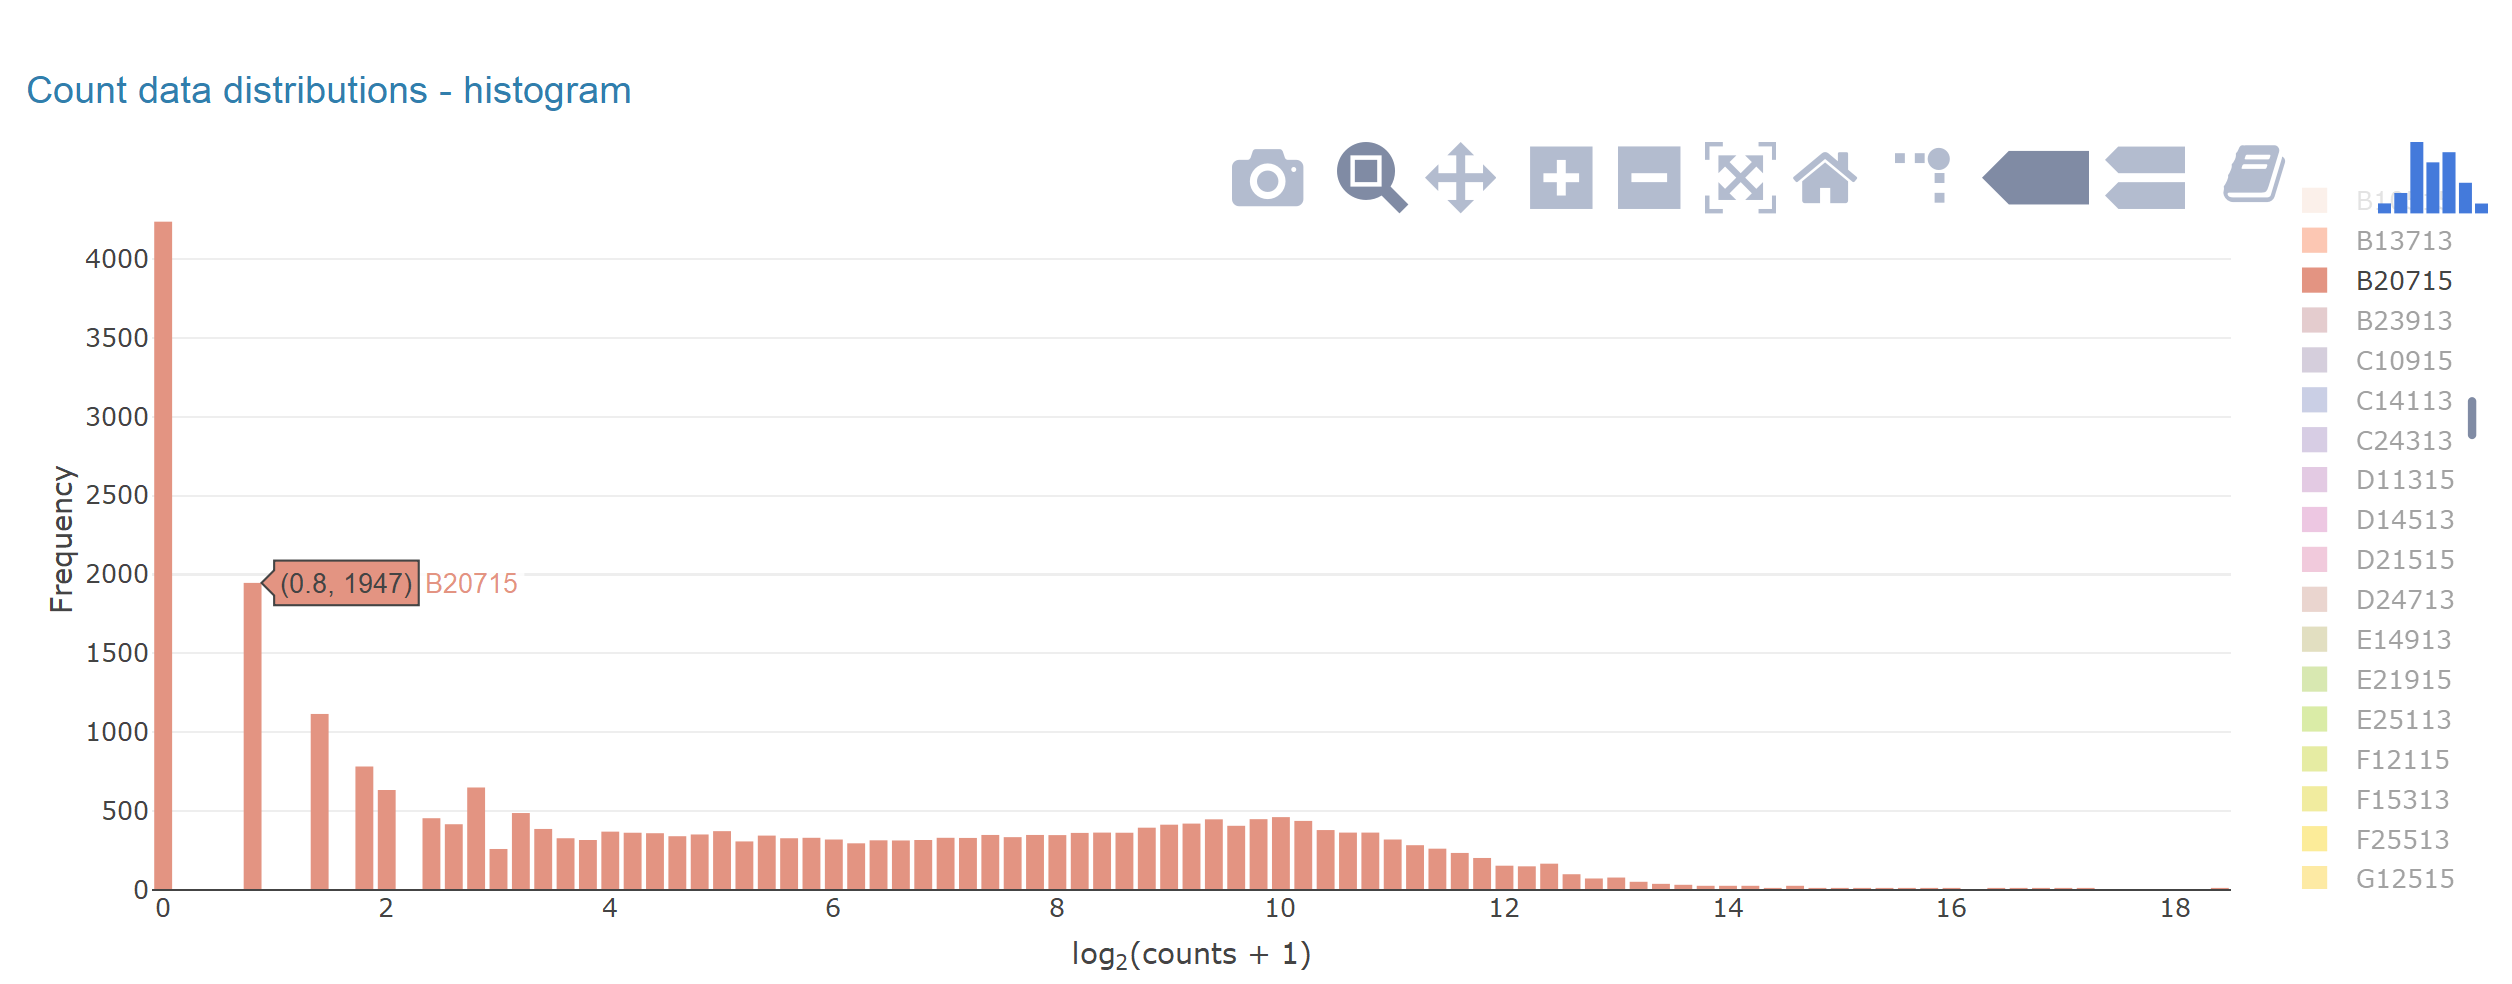 Count data distributions - histogram
B13713
B20715
B23913
C10915
C14113
C24313
D11315
D14513
D21515
D24713
E14913
E21915
E25113
F12115
F15313
F25513
G12515
Frequency
4000
3500
3000
2500
2000
1500
1000
500
0
(0.8, 1947) B20715
0 2 4 6 8 10 12 14 16 18
log₂(counts + 1)